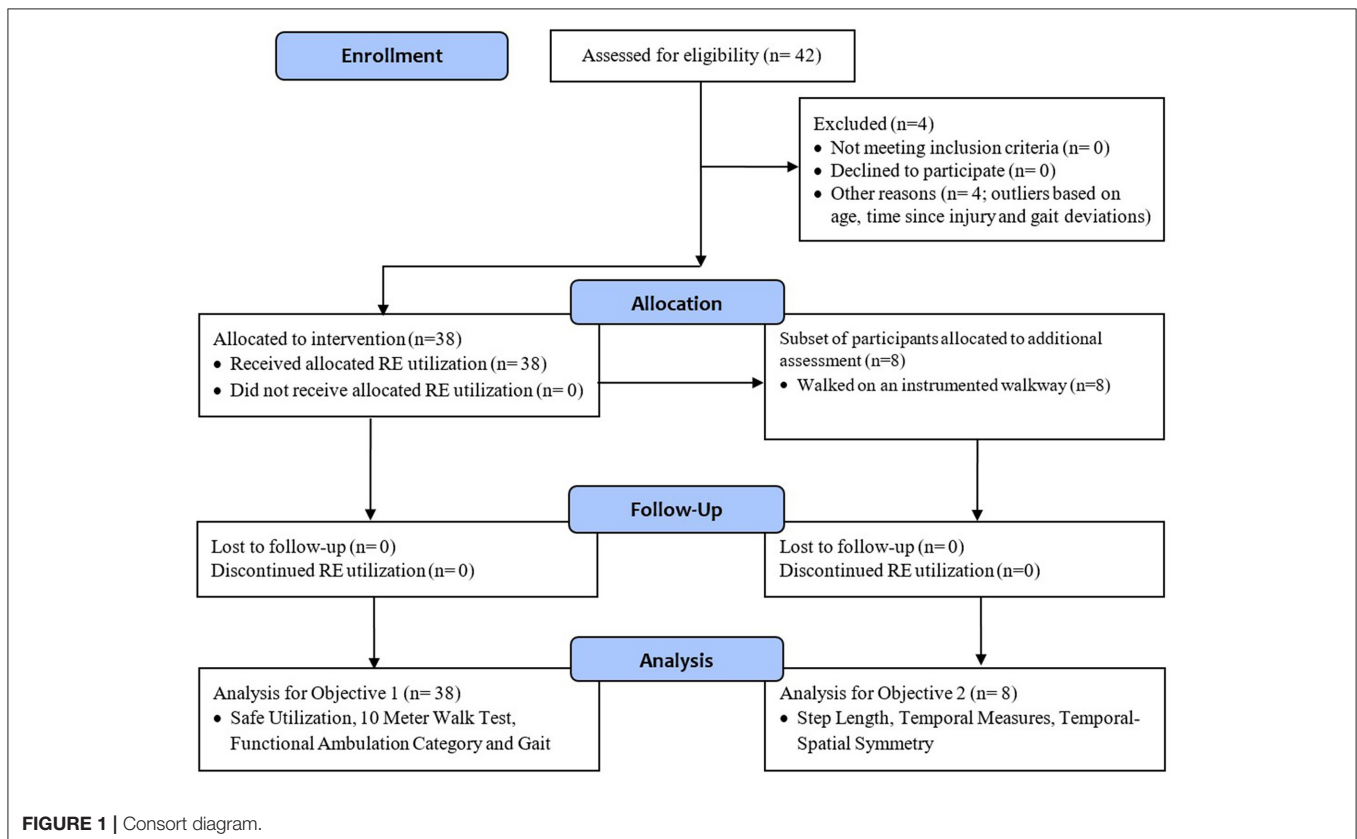 Enrollment
Assessed for eligibility (n= 42)
Excluded (n=4)
• Not meeting inclusion criteria (n= 0)
• Declined to participate (n= 0)
• Other reasons (n= 4; outliers based on
age, time since injury and gait deviations)
Allocation
Allocated to intervention (n=38)
• Received allocated RE utilization (n= 38)
• Did not receive allocated RE utilization (n= 0)
Subset of participants allocated to additional
assessment (n=8)
• Walked on an instrumented walkway (n=8)
Follow-Up
Lost to follow-up (n= 0)
Discontinued RE utilization (n= 0)
Lost to follow-up (n= 0)
Discontinued RE utilization (n=0)
Analysis
Analysis for Objective 1 (n= 38)
• Safe Utilization, 10 Meter Walk Test,
Functional Ambulation Category and Gait
Analysis for Objective 2 (n= 8)
• Step Length, Temporal Measures, Temporal-
Spatial Symmetry
FIGURE 1 | Consort diagram.